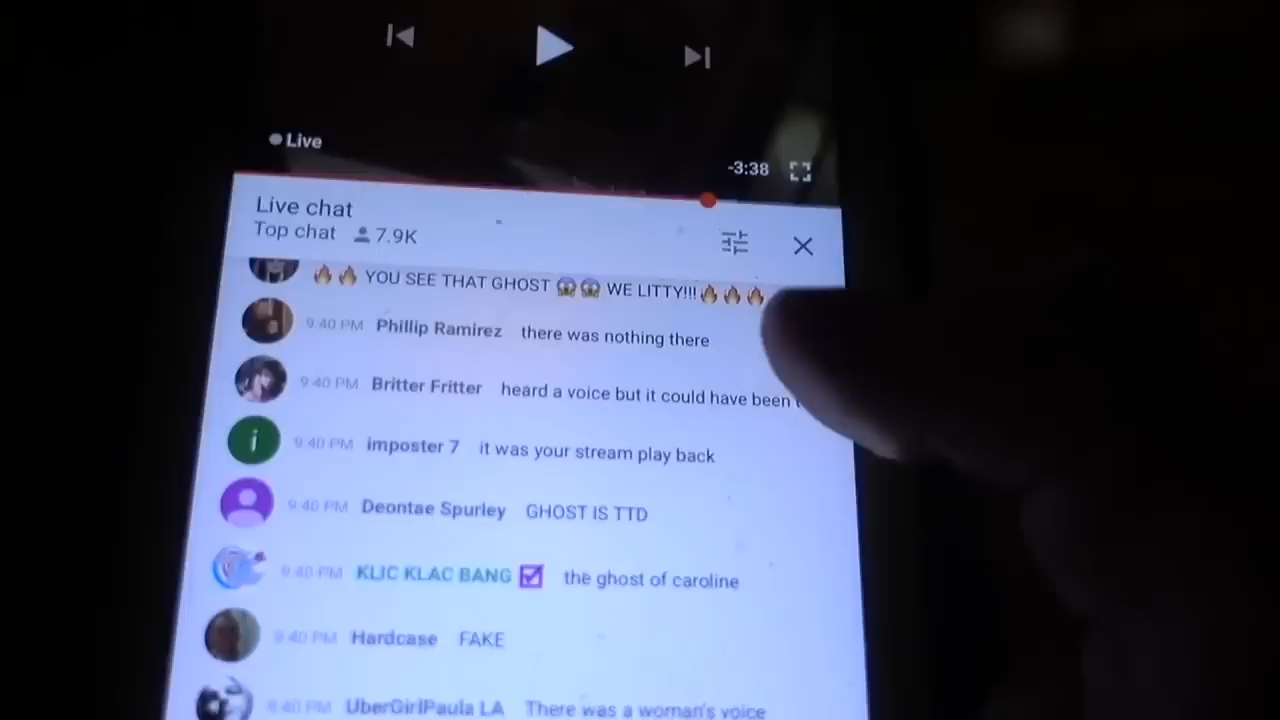 Live
-3:38
Live chat
Top chat 7.9K
YOU SEE THAT GHOST WE LITTY!!!
9:40 PM Phillip Ramirez there was nothing there
9:40 PM Britter Fritter heard a voice but it could have been
i 9:40 PM imposter 7 it was your stream play back
9:40 PM Deontae Spurley GHOST IS TTD
9:40 PM KLIC KLAC BANG the ghost of caroline
9:40 PM Hardcase FAKE
9:40 PM UberGirlPaula LA There was a woman's voice